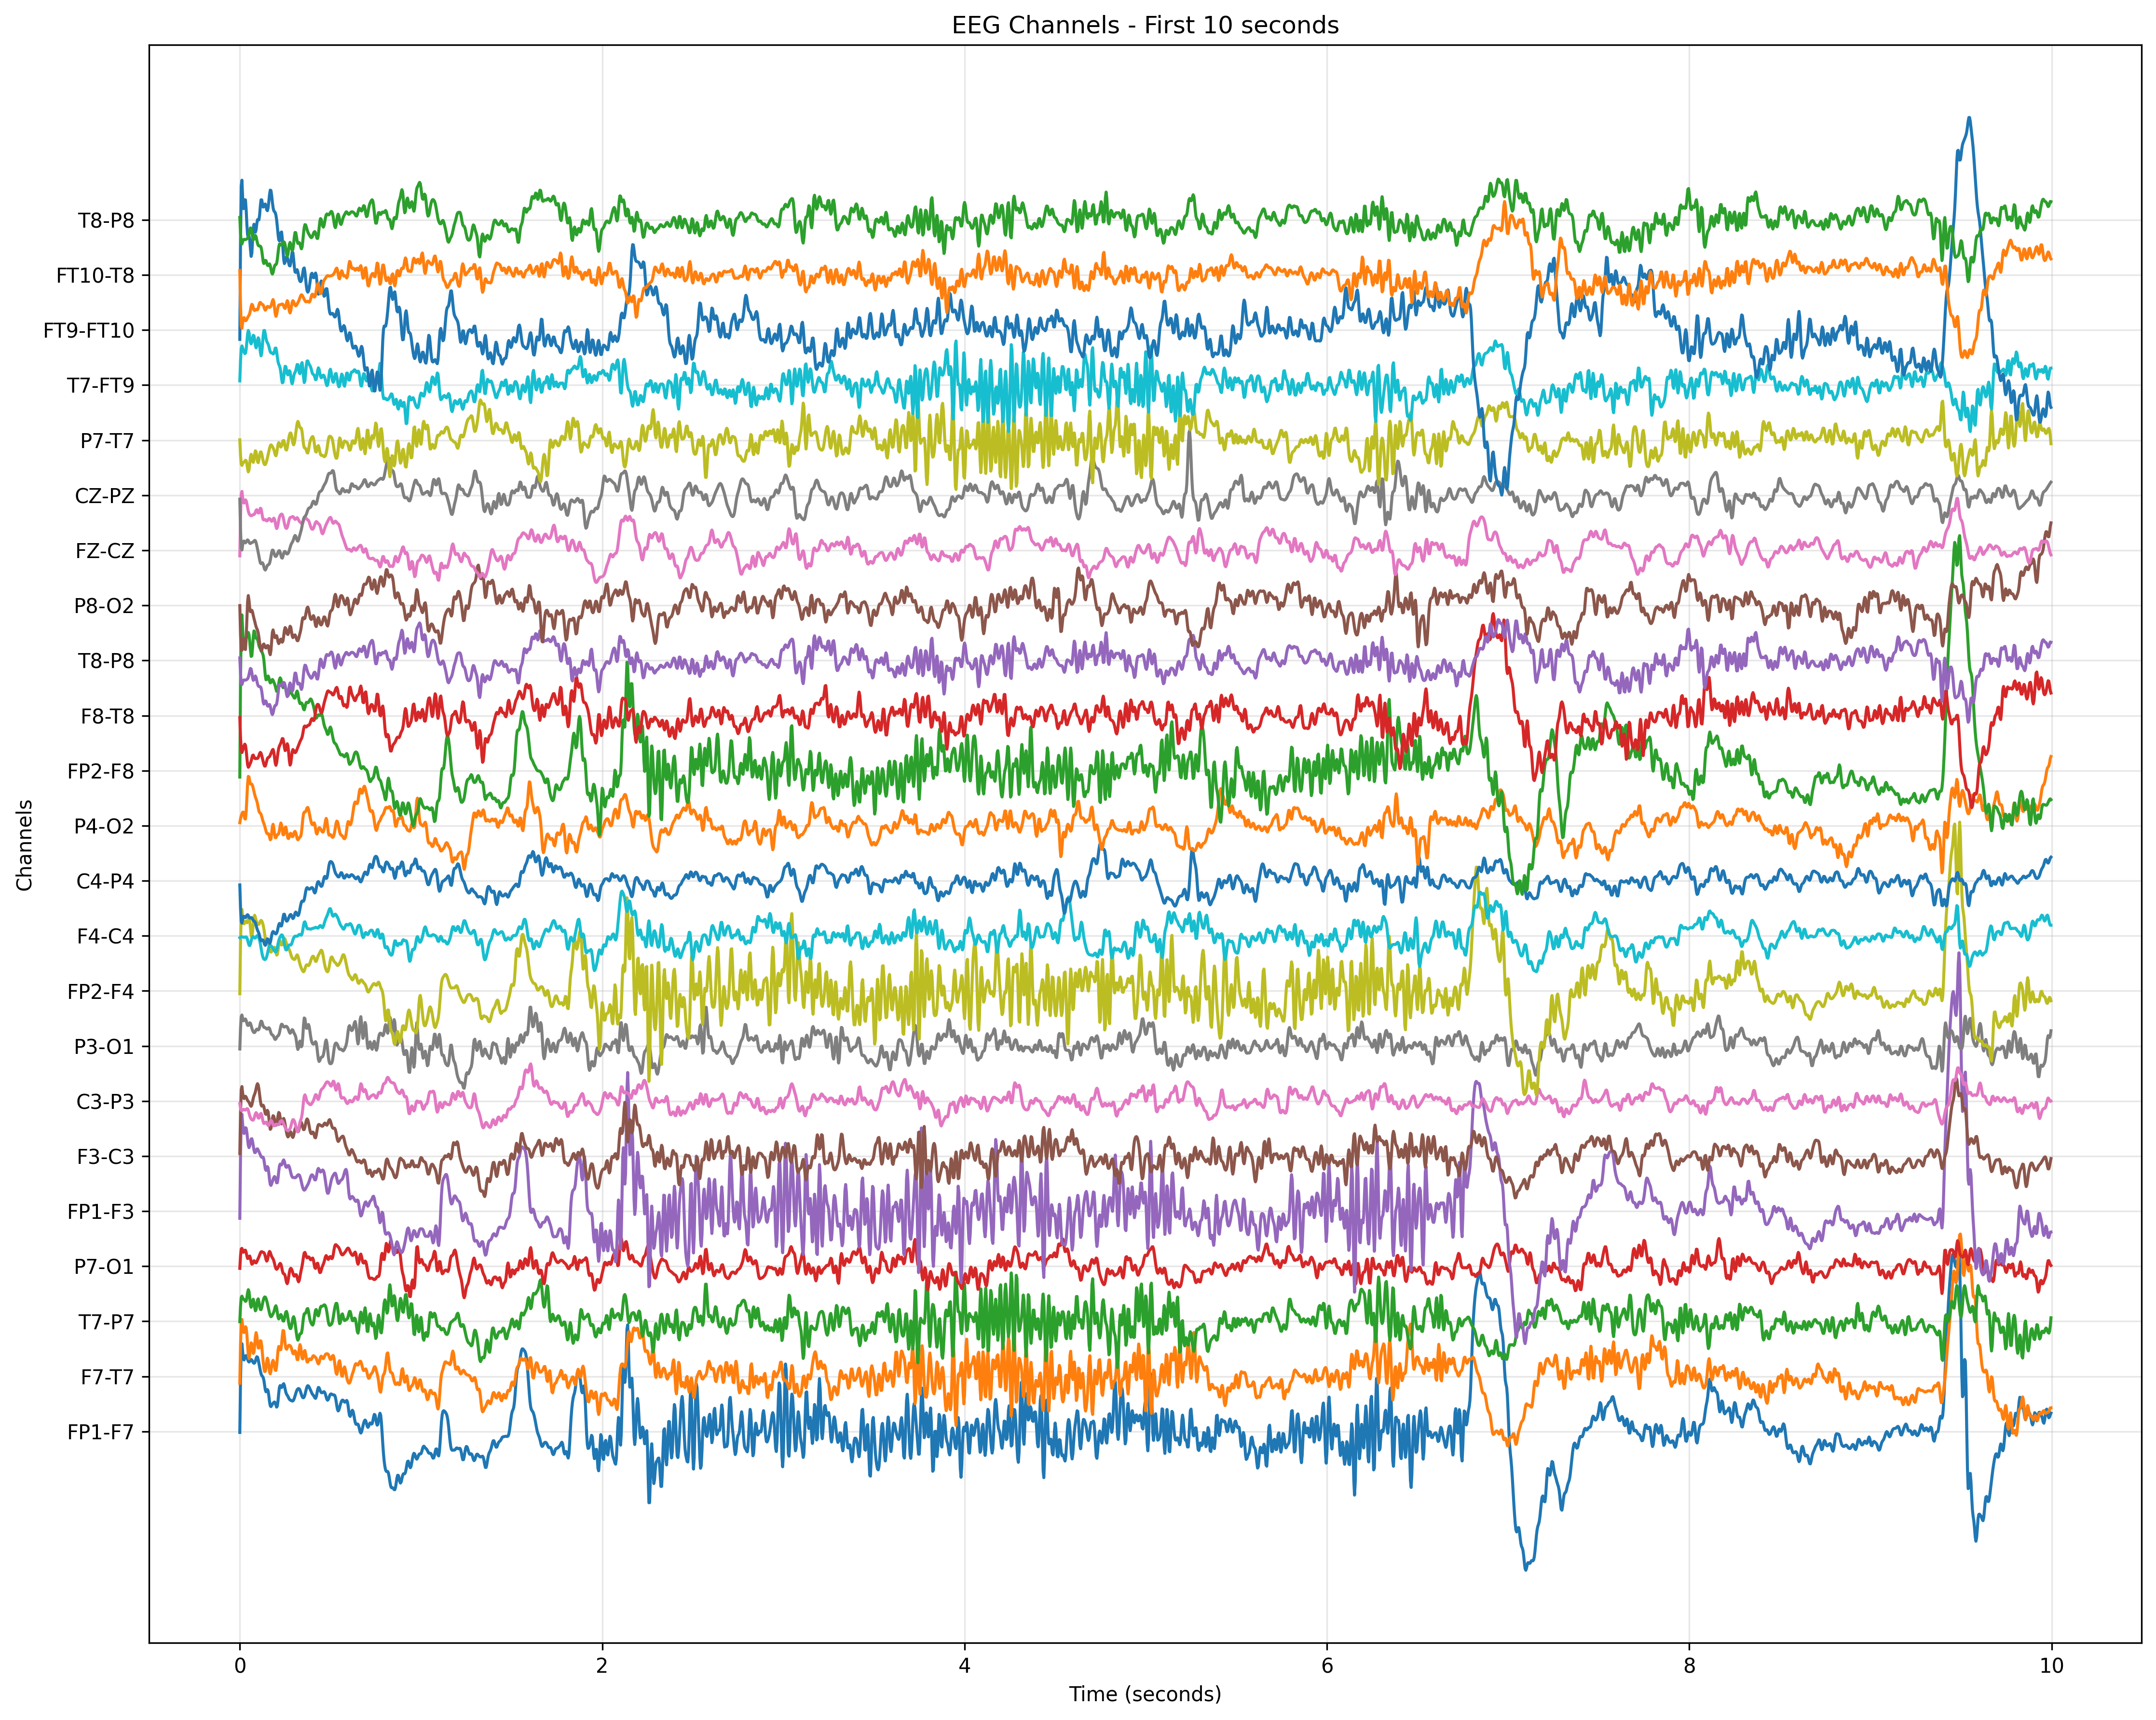 EEG Channels - First 10 seconds
Channels
T8-P8
FT10-T8
FT9-FT10
T7-FT9
P7-T7
CZ-PZ
FZ-CZ
P8-O2
T8-P8
F8-T8
FP2-F8
P4-O2
C4-P4
F4-C4
FP2-F4
P3-O1
C3-P3
F3-C3
FP1-F3
P7-O1
T7-P7
F7-T7
FP1-F7
0 2 4 6 8 10
Time (seconds)